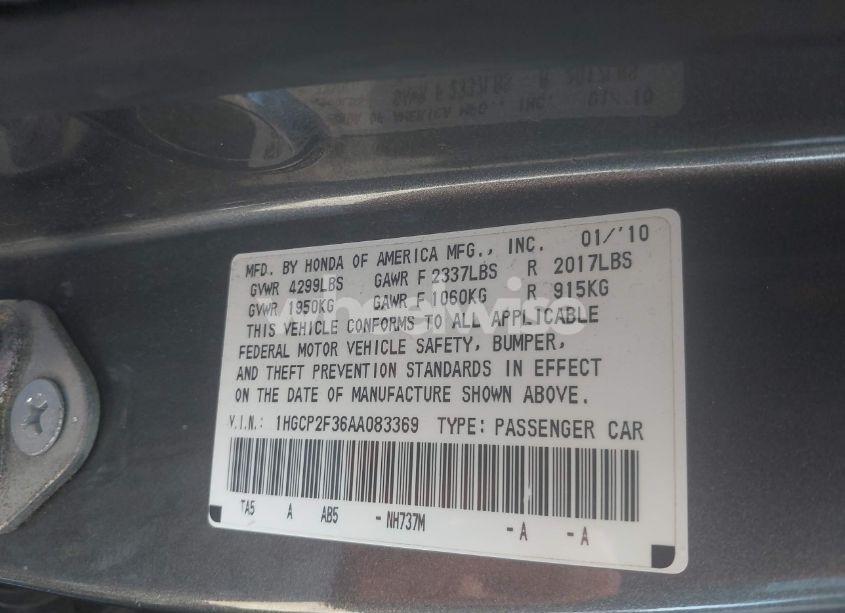 MFD. BY HONDA OF AMERICA MFG., INC. 01/'10
GVWR 4299LBS GAWR F 2337LBS R 2017LBS
GVWR 1950KG GAWR F 1060KG R 915KG
THIS VEHICLE CONFORMS TO ALL APPLICABLE
FEDERAL MOTOR VEHICLE SAFETY, BUMPER,
AND THEFT PREVENTION STANDARDS IN EFFECT
ON THE DATE OF MANUFACTURE SHOWN ABOVE.
V.I.N.: 1HGCP2F36AA083369 TYPE: PASSENGER CAR
TA5 A AB5 - NH737M - A - A
wheelwise